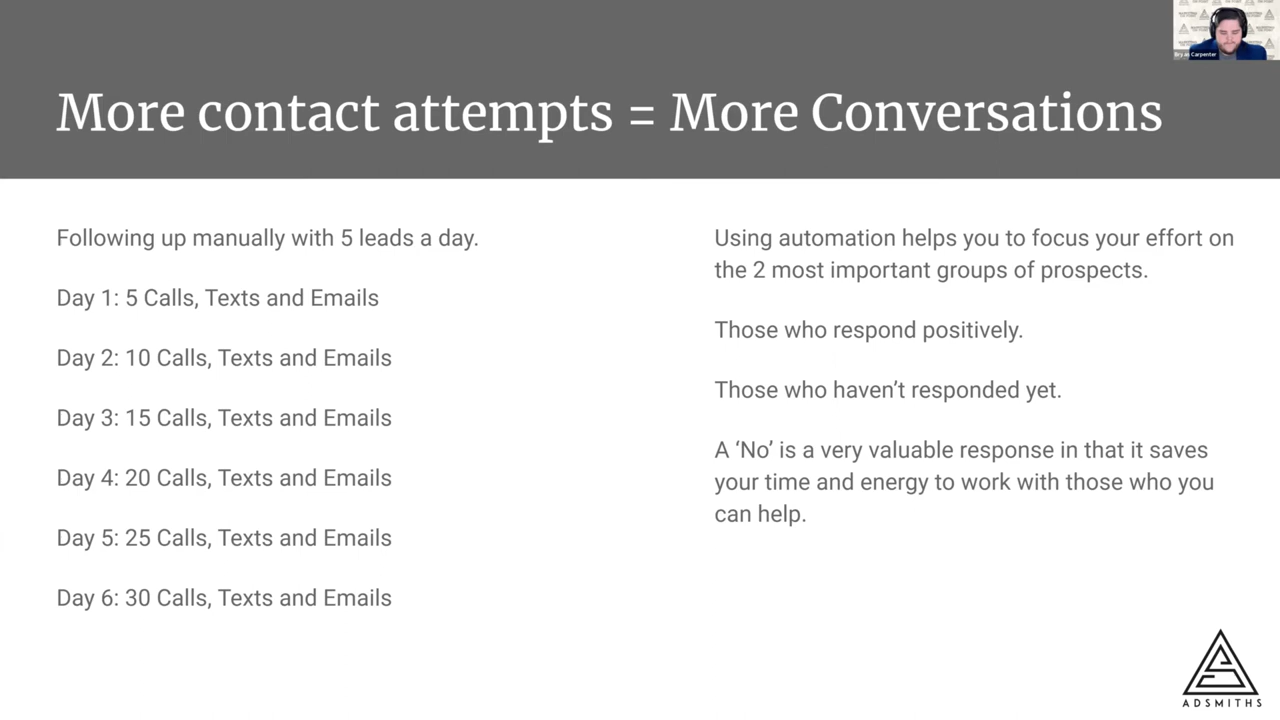 Bryan Carpenter
More contact attempts = More Conversations
Following up manually with 5 leads a day.
Day 1: 5 Calls, Texts and Emails
Day 2: 10 Calls, Texts and Emails
Day 3: 15 Calls, Texts and Emails
Day 4: 20 Calls, Texts and Emails
Day 5: 25 Calls, Texts and Emails
Day 6: 30 Calls, Texts and Emails
Using automation helps you to focus your effort on
the 2 most important groups of prospects.
Those who respond positively.
Those who haven’t responded yet.
A ‘No’ is a very valuable response in that it saves
your time and energy to work with those who you
can help.
ADSMITHS